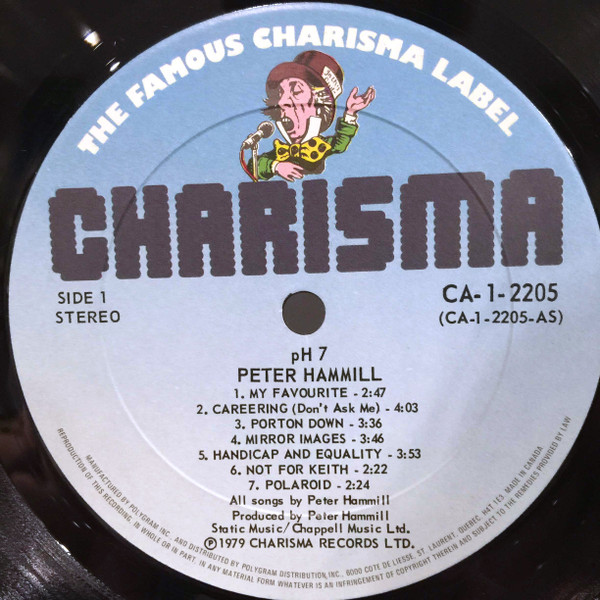 THE FAMOUS CHARISMA LABEL
CHARISMA
SIDE 1
STEREO
CA-1-2205
(CA-1-2205-AS)
pH 7
PETER HAMMILL
1. MY FAVOURITE - 2:47
2. CAREERING (Don't Ask Me) - 4:03
3. PORTON DOWN - 3:36
4. MIRROR IMAGES - 3:46
5. HANDICAP AND EQUALITY - 3:53
6. NOT FOR KEITH - 2:22
7. POLAROID - 2:24
All songs by Peter Hammill
Produced by Peter Hammill
Static Music/Chappell Music Ltd.
Ⓟ1979 CHARISMA RECORDS LTD.
MANUFACTURED BY POLYGRAM INC. AND DISTRIBUTED BY POLYGRAM DISTRIBUTION, INC., 6000 COTE DE LIESSE, ST. LAURENT, QUEBEC, H4T 1E3. MADE IN CANADA.
REPRODUCTION OF THIS RECORDING, IN WHOLE OR IN PART, IN ANY MATERIAL FORM WHATEVER IS AN INFRINGEMENT OF COPYRIGHT THEREIN AND SUBJECT TO THE REMEDIES PROVIDED BY LAW